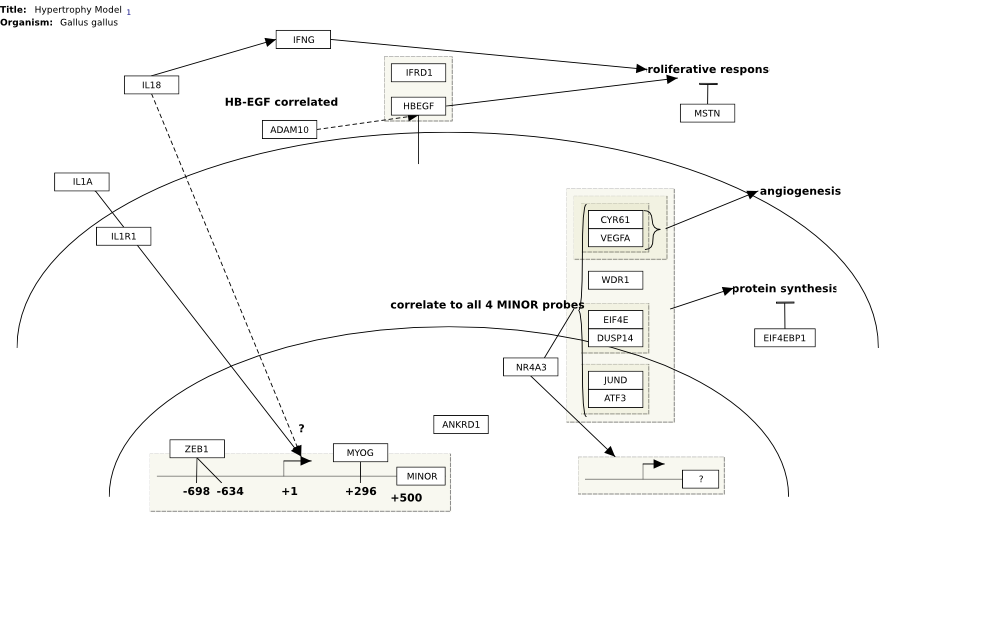 Title: Hypertrophy Model 1
Organism: Gallus gallus
IFNG
IFRD1
roliferative respons
IL18
HB-EGF correlated
HBEGF
MSTN
ADAM10
IL1A
angiogenesis
CYR61
IL1R1
VEGFA
WDR1
protein synthesis
correlate to all 4 MINOR probes
EIF4E
DUSP14
EIF4EBP1
NR4A3
JUND
ATF3
ANKRD1
?
ZEB1
MYOG
MINOR
?
-698 -634 +1 +296
+500